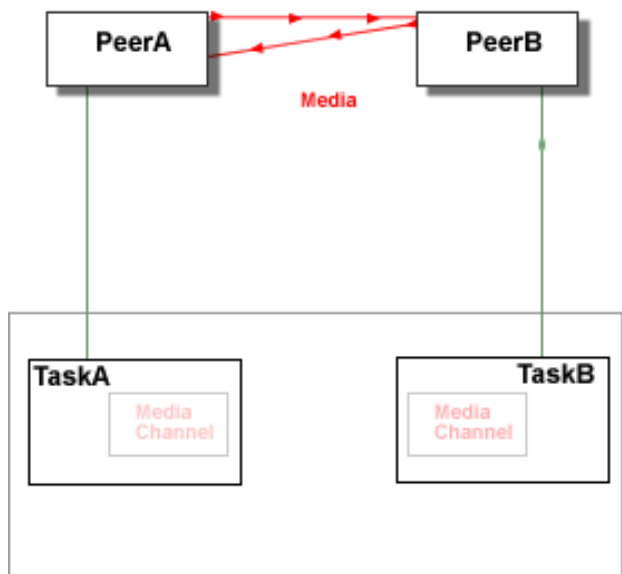 PeerA
PeerB
Media
TaskA
TaskB
Media
Channel
Media
Channel